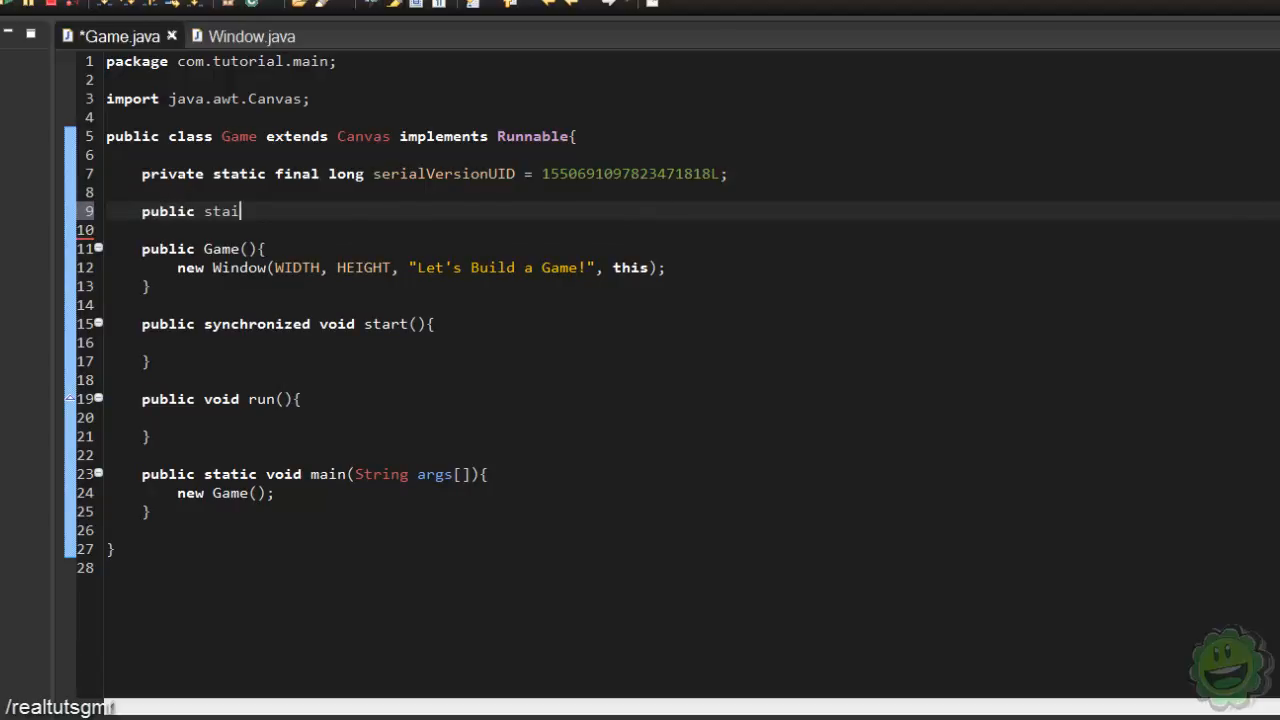 *Game.java
Window.java
1 package com.tutorial.main;
2
3 import java.awt.Canvas;
4
5 public class Game extends Canvas implements Runnable{
6
7 private static final long serialVersionUID = 1550691097823471818L;
8
9 public stai
10
11 public Game(){
12 new Window(WIDTH, HEIGHT, "Let's Build a Game!", this);
13 }
14
15 public synchronized void start(){
16
17 }
18
19 public void run(){
20
21 }
22
23 public static void main(String args[]){
24 new Game();
25 }
26
27 }
28
/realtutsgmr